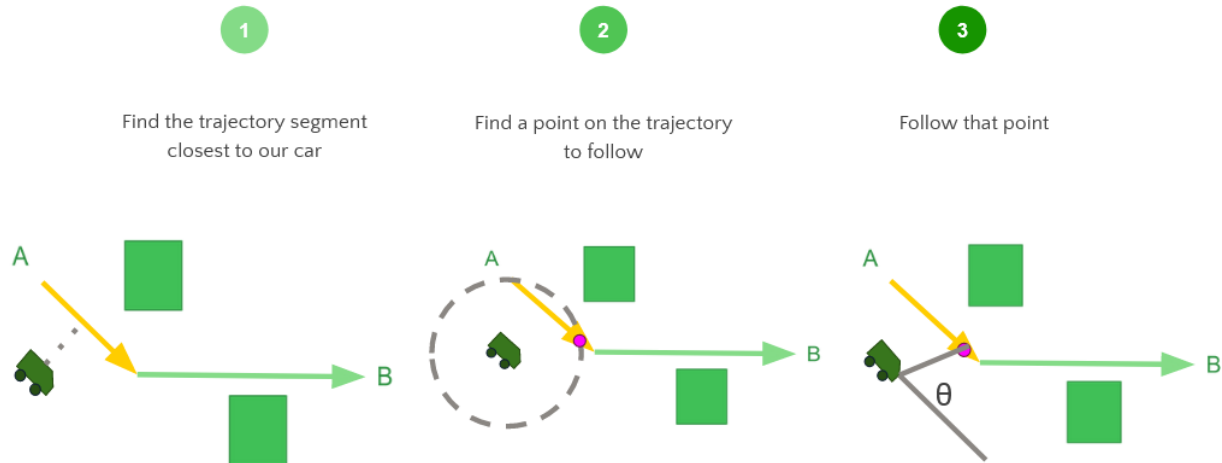 1
2
3
Find the trajectory segment
closest to our car
Find a point on the trajectory
to follow
Follow that point
A
B
A
B
A
B
θ